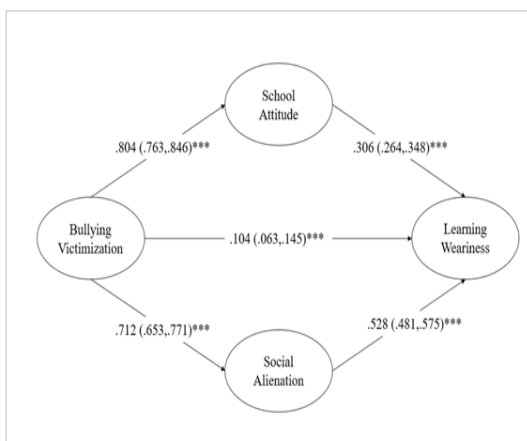 School
Attitude
.804 (.763,.846)***
.306 (.264,.348)***
Bullying
Victimization
.104 (.063,.145)***
Learning
Weariness
.712 (.653,.771)***
.528 (.481,.575)***
Social
Alienation